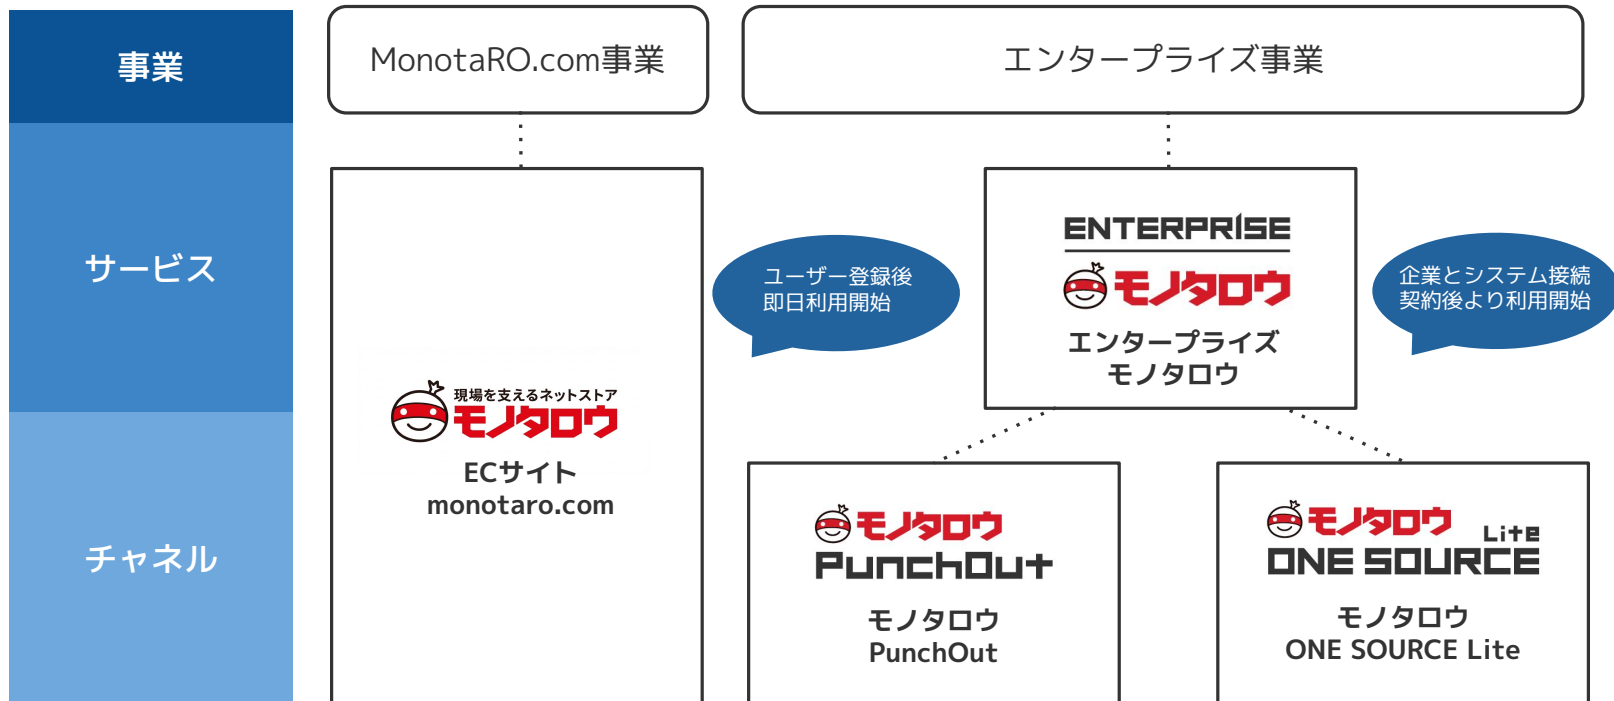 事業
MonotaRO.com事業
エンタープライズ事業
サービス
チャネル
現場を支えるネットストア
モノタロウ
ECサイト
monotaro.com
ユーザー登録後
即日利用開始
ENTERPRISE
モノタロウ
エンタープライズ
モノタロウ
企業とシステム接続
契約後より利用開始
モノタロウ
PunchOut
モノタロウ
PunchOut
モノタロウ
Lite
ONE SOURCE
モノタロウ
ONE SOURCE Lite